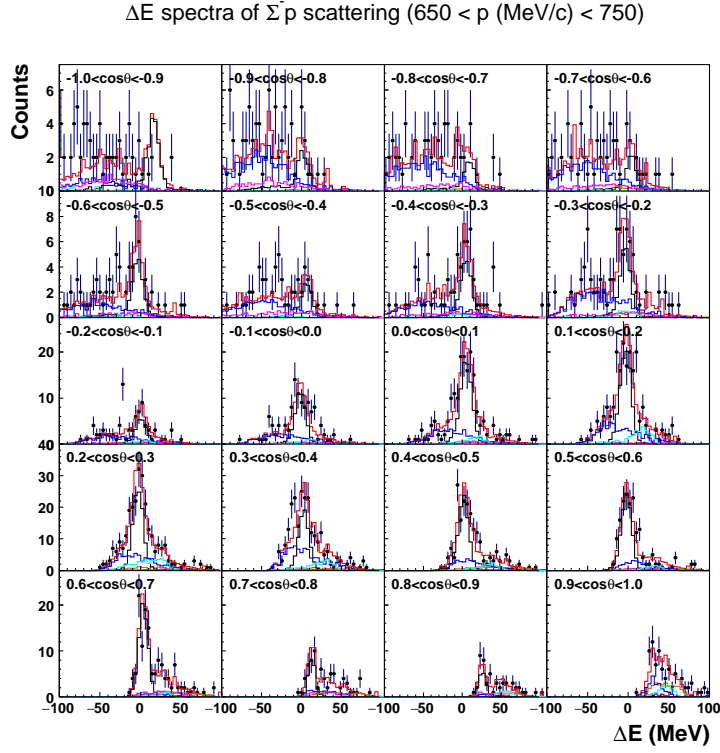 ΔE spectra of Σ⁻p scattering (650 < p (MeV/c) < 750)
Counts
-1.0<cosθ<-0.9 -0.9<cosθ<-0.8 -0.8<cosθ<-0.7 -0.7<cosθ<-0.6
6
4
2
-0.6<cosθ<-0.5 -0.5<cosθ<-0.4 -0.4<cosθ<-0.3 -0.3<cosθ<-0.2
8
6
4
2
0
-0.2<cosθ<-0.1 -0.1<cosθ<0.0 0.0<cosθ<0.1 0.1<cosθ<0.2
20
10
0.2<cosθ<0.3 0.3<cosθ<0.4 0.4<cosθ<0.5 0.5<cosθ<0.6
30
20
10
0
0.6<cosθ<0.7 0.7<cosθ<0.8 0.8<cosθ<0.9 0.9<cosθ<1.0
20
10
0
-100 -50 0 50 -100 -50 0 50 -100 -50 0 50 -100 -50 0 50 100
ΔE (MeV)